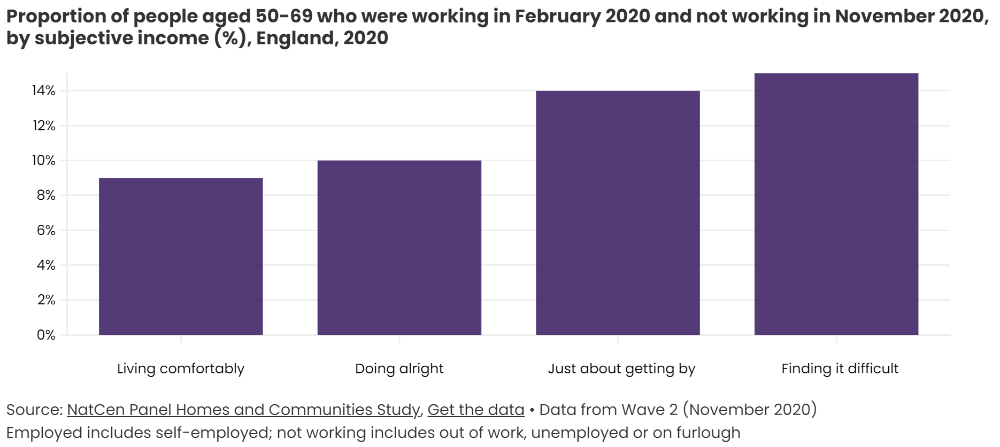 Proportion of people aged 50-69 who were working in February 2020 and not working in November 2020,
by subjective income (%), England, 2020
14%
12%
10%
8%
6%
4%
2%
0%
Living comfortably
Doing alright
Just about getting by
Finding it difficult
Source: NatCen Panel Homes and Communities Study, Get the data • Data from Wave 2 (November 2020)
Employed includes self-employed; not working includes out of work, unemployed or on furlough